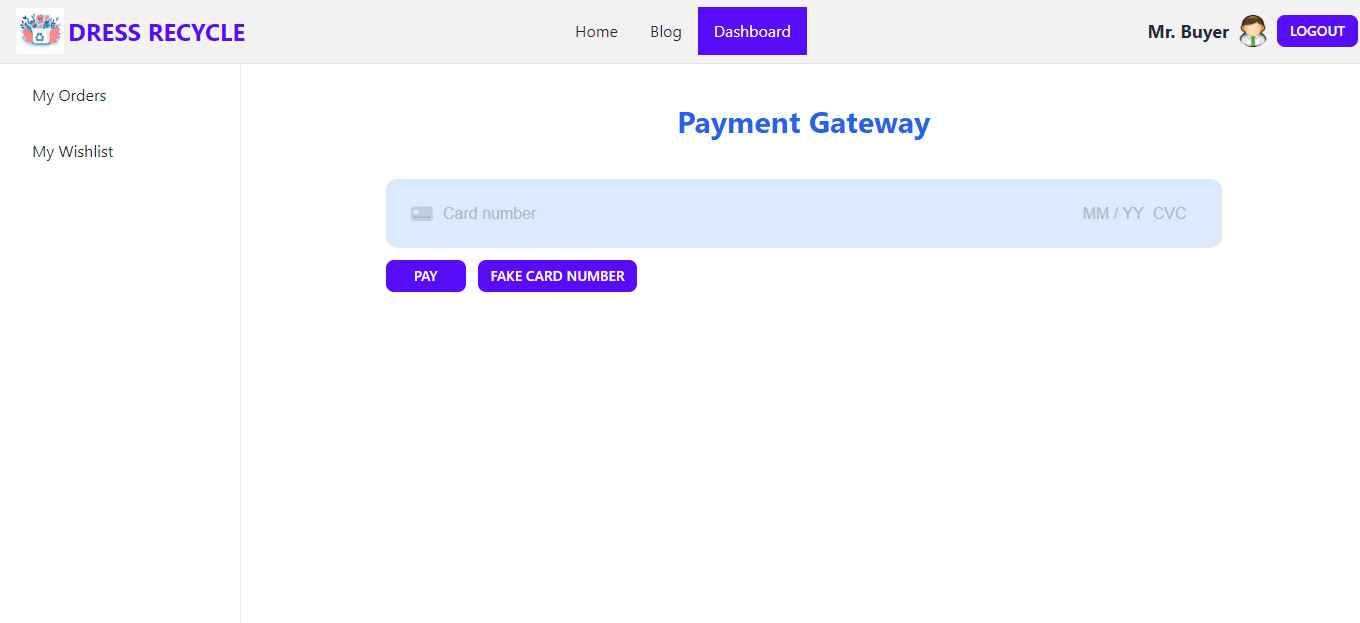 DRESS RECYCLE Home Blog Dashboard Mr. Buyer LOGOUT
My Orders
My Wishlist
Payment Gateway
Card number MM / YY CVC
PAY FAKE CARD NUMBER